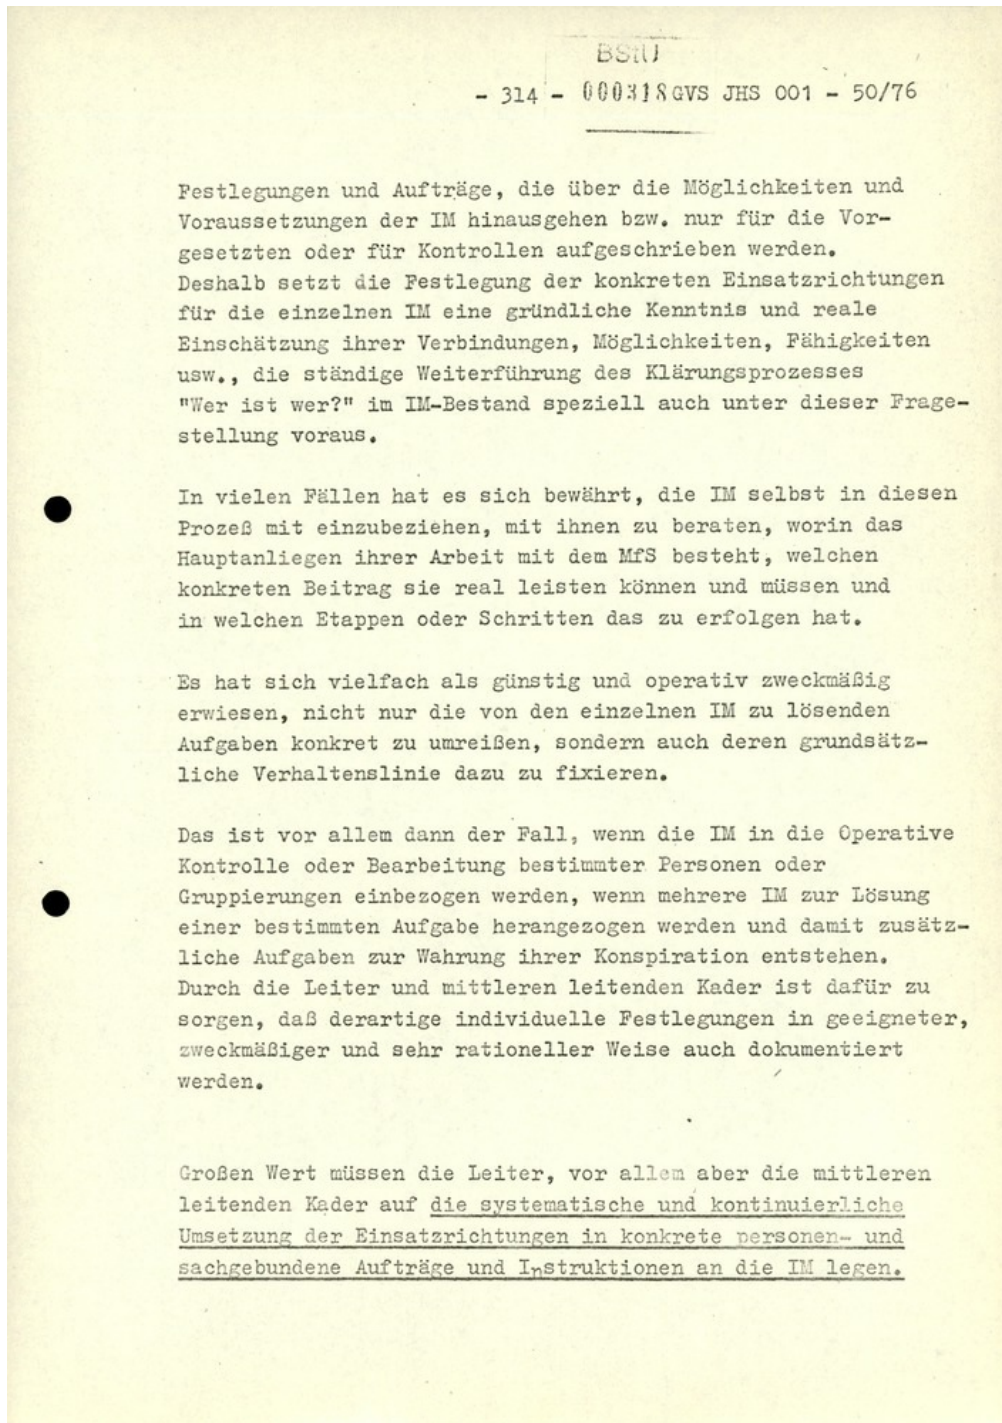 BStU
- 314 - 000318 GVS JHS 001 - 50/76
Festlegungen und Aufträge, die über die Möglichkeiten und
Voraussetzungen der IM hinausgehen bzw. nur für die Vor-
gesetzten oder für Kontrollen aufgeschrieben werden.
Deshalb setzt die Festlegung der konkreten Einsatzrichtungen
für die einzelnen IM eine gründliche Kenntnis und reale
Einschätzung ihrer Verbindungen, Möglichkeiten, Fähigkeiten
usw., die ständige Weiterführung des Klärungsprozesses
"Wer ist wer?" im IM-Bestand speziell auch unter dieser Frage-
stellung voraus.
In vielen Fällen hat es sich bewährt, die IM selbst in diesen
Prozeß mit einzubeziehen, mit ihnen zu beraten, worin das
Hauptanliegen ihrer Arbeit mit dem MfS besteht, welchen
konkreten Beitrag sie real leisten können und müssen und
in welchen Etappen oder Schritten das zu erfolgen hat.
Es hat sich vielfach als günstig und operativ zweckmäßig
erwiesen, nicht nur die von den einzelnen IM zu lösenden
Aufgaben konkret zu umreißen, sondern auch deren grundsätz-
liche Verhaltenslinie dazu zu fixieren.
Das ist vor allem dann der Fall, wenn die IM in die Operative
Kontrolle oder Bearbeitung bestimmter Personen oder
Gruppierungen einbezogen werden, wenn mehrere IM zur Lösung
einer bestimmten Aufgabe herangezogen werden und damit zusätz-
liche Aufgaben zur Wahrung ihrer Konspiration entstehen.
Durch die Leiter und mittleren leitenden Kader ist dafür zu
sorgen, daß derartige individuelle Festlegungen in geeigneter,
zweckmäßiger und sehr rationeller Weise auch dokumentiert
werden.
Großen Wert müssen die Leiter, vor allem aber die mittleren
leitenden Kader auf die systematische und kontinuierliche
Umsetzung der Einsatzrichtungen in konkrete personen- und
sachgebundene Aufträge und Instruktionen an die IM legen.